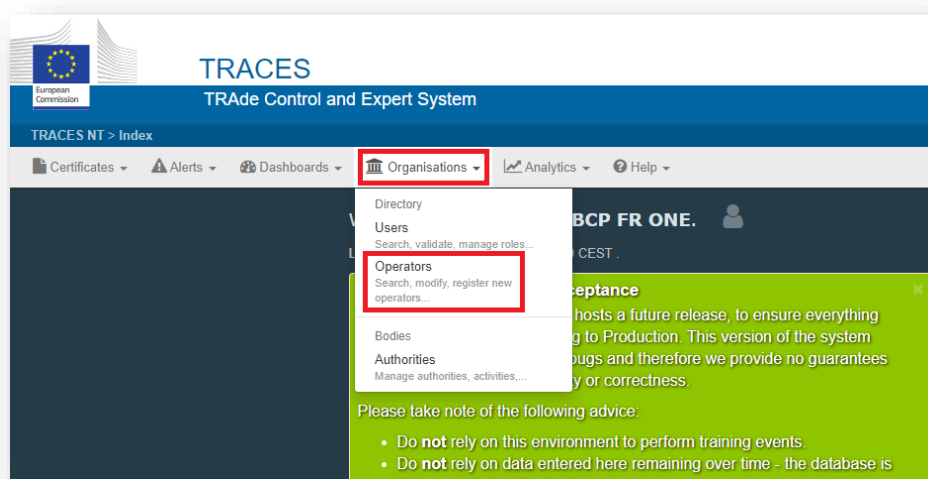 European
Commission
TRACES
TRAde Control and Expert System
TRACES NT > Index
Certificates Alerts Dashboards Organisations Analytics Help
Directory
Users
Search, validate, manage roles...
Operators
Search, modify, register new
operators...
Bodies
Authorities
Manage authorities, activities,...
BCP FR ONE.
CEST .
ceptance
hosts a future release, to ensure everything
g to Production. This version of the system
ugs and therefore we provide no guarantees
y or correctness.
Please take note of the following advice:
• Do not rely on this environment to perform training events.
• Do not rely on data entered here remaining over time - the database is